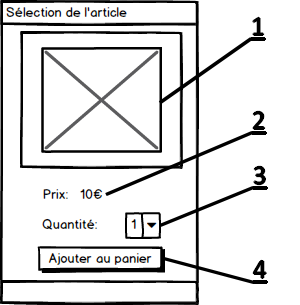 Sélection de l'article
1
2
Prix: 10€
3
Quantité: 1
Ajouter au panier
4